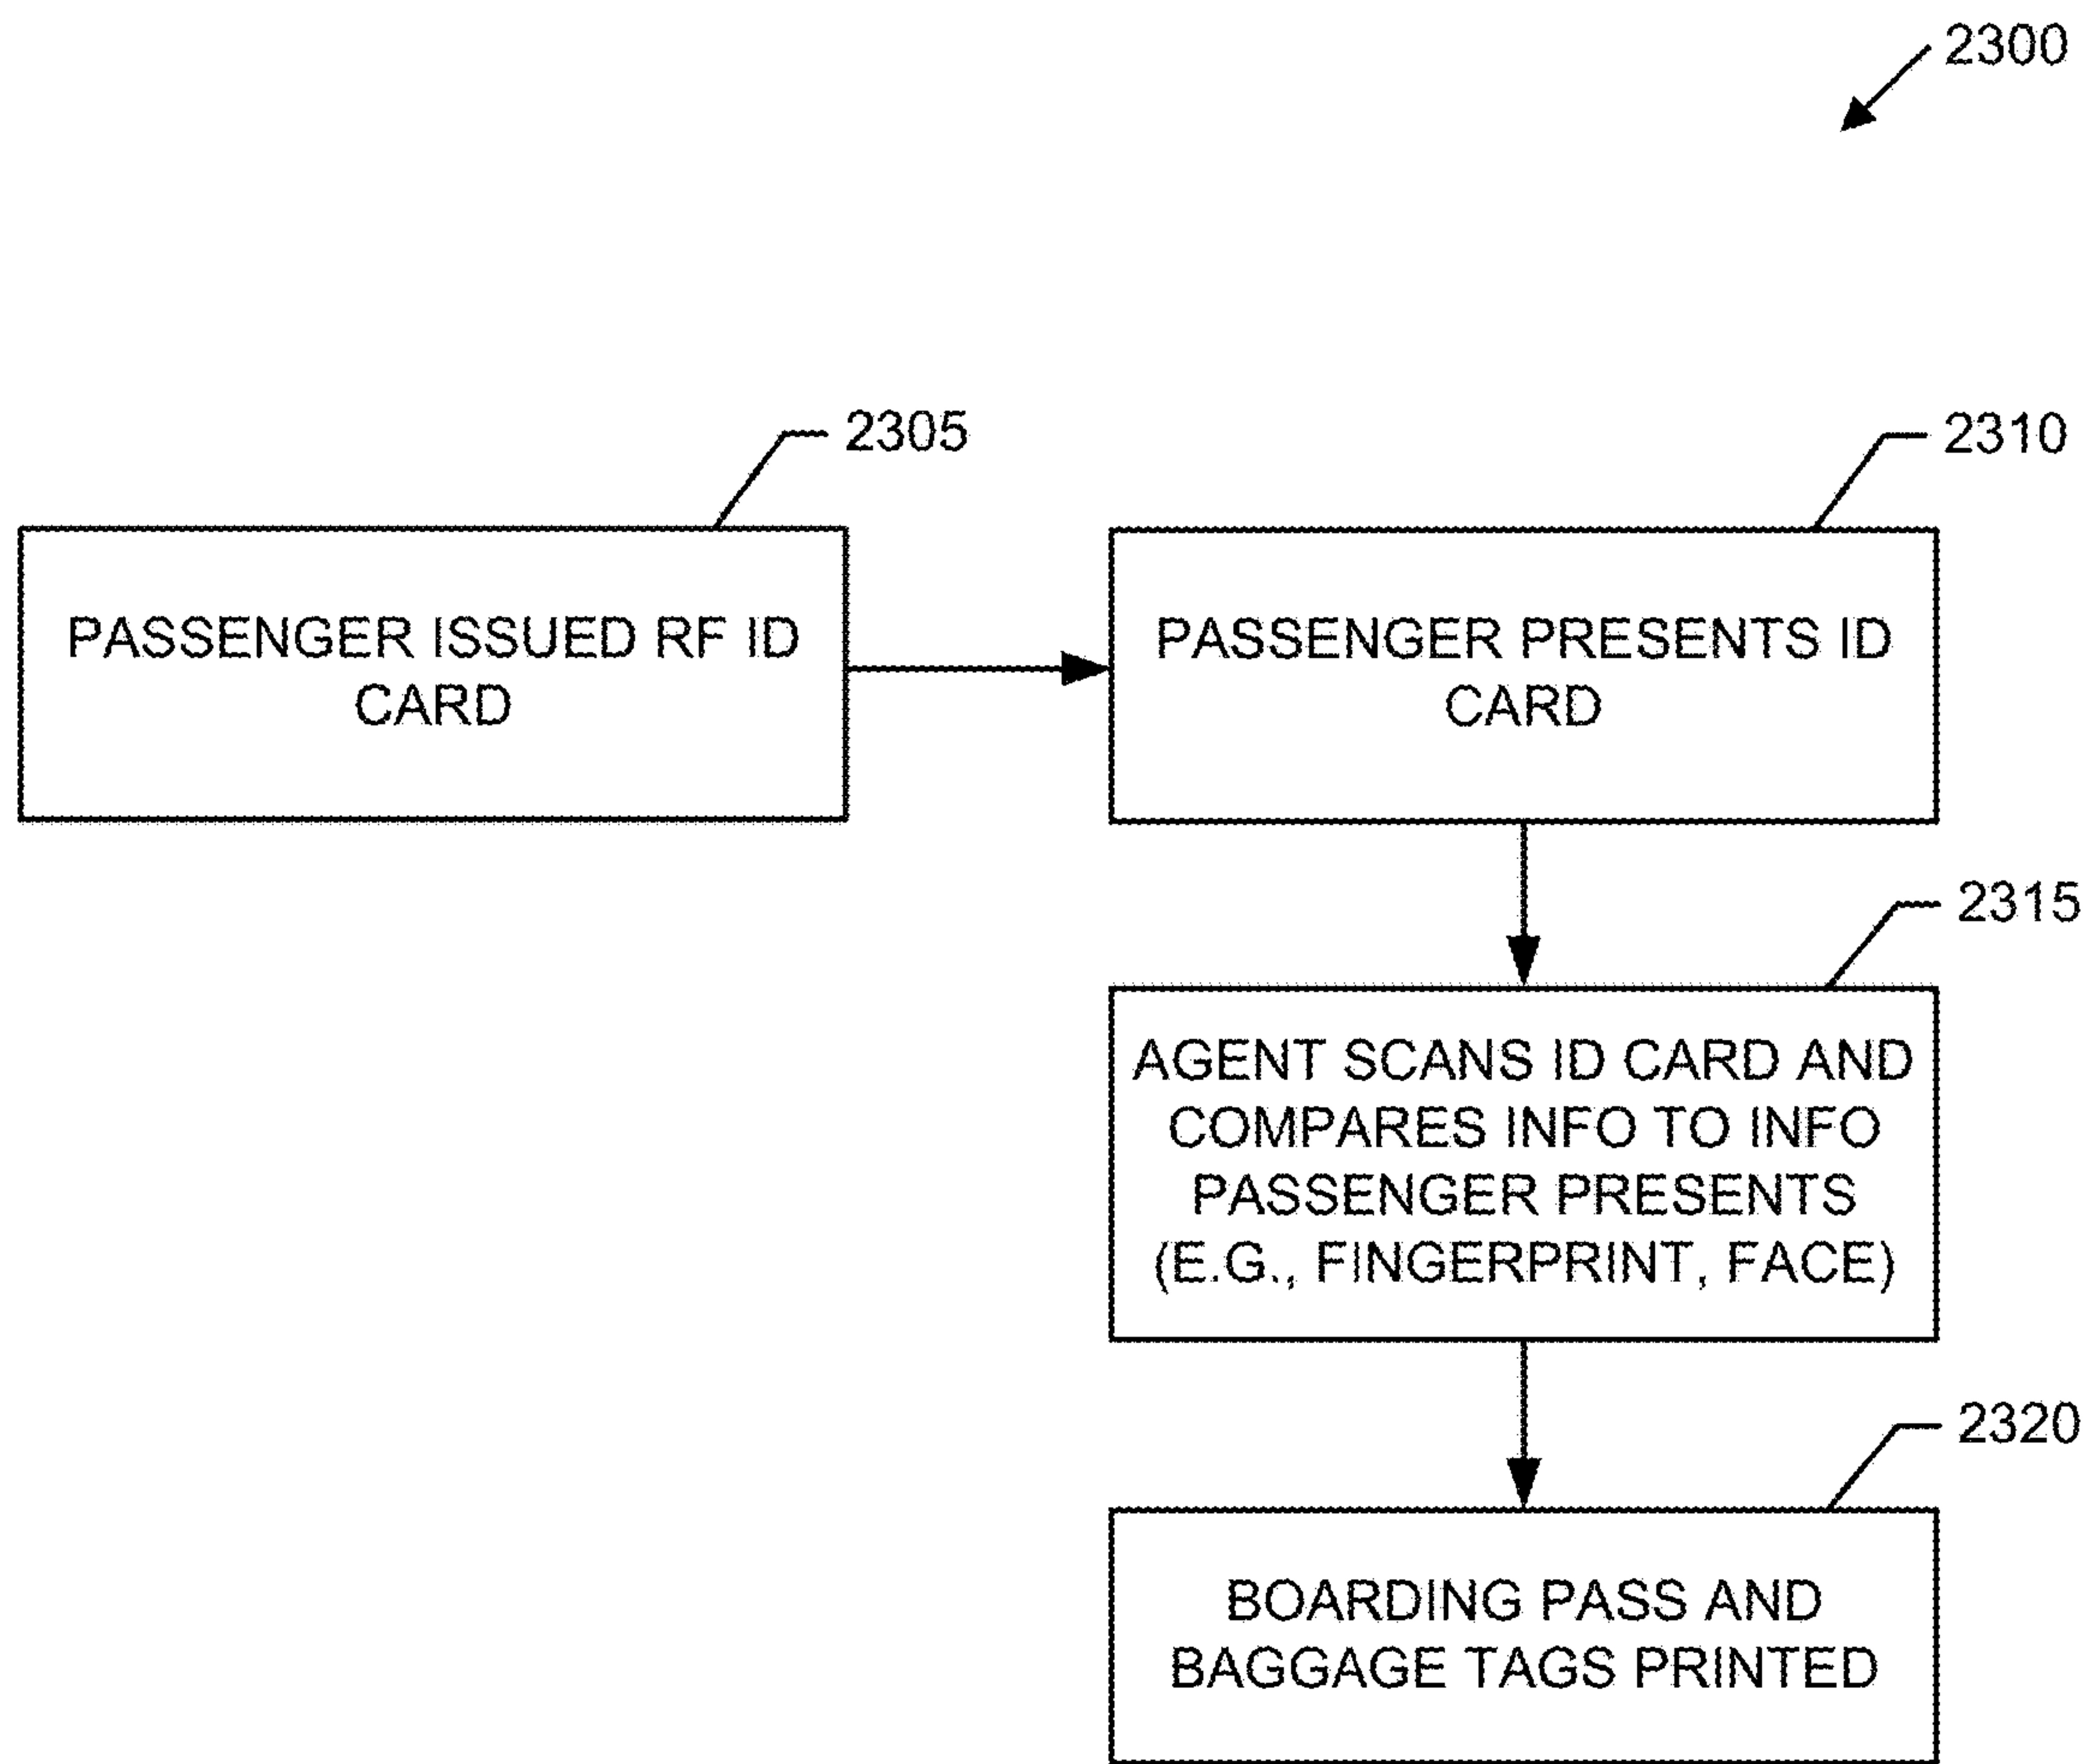 2300
2305
PASSENGER ISSUED RF ID
CARD
2310
PASSENGER PRESENTS ID
CARD
2315
AGENT SCANS ID CARD AND
COMPARES INFO TO INFO
PASSENGER PRESENTS
(E.G., FINGERPRINT, FACE)
2320
BOARDING PASS AND
BAGGAGE TAGS PRINTED